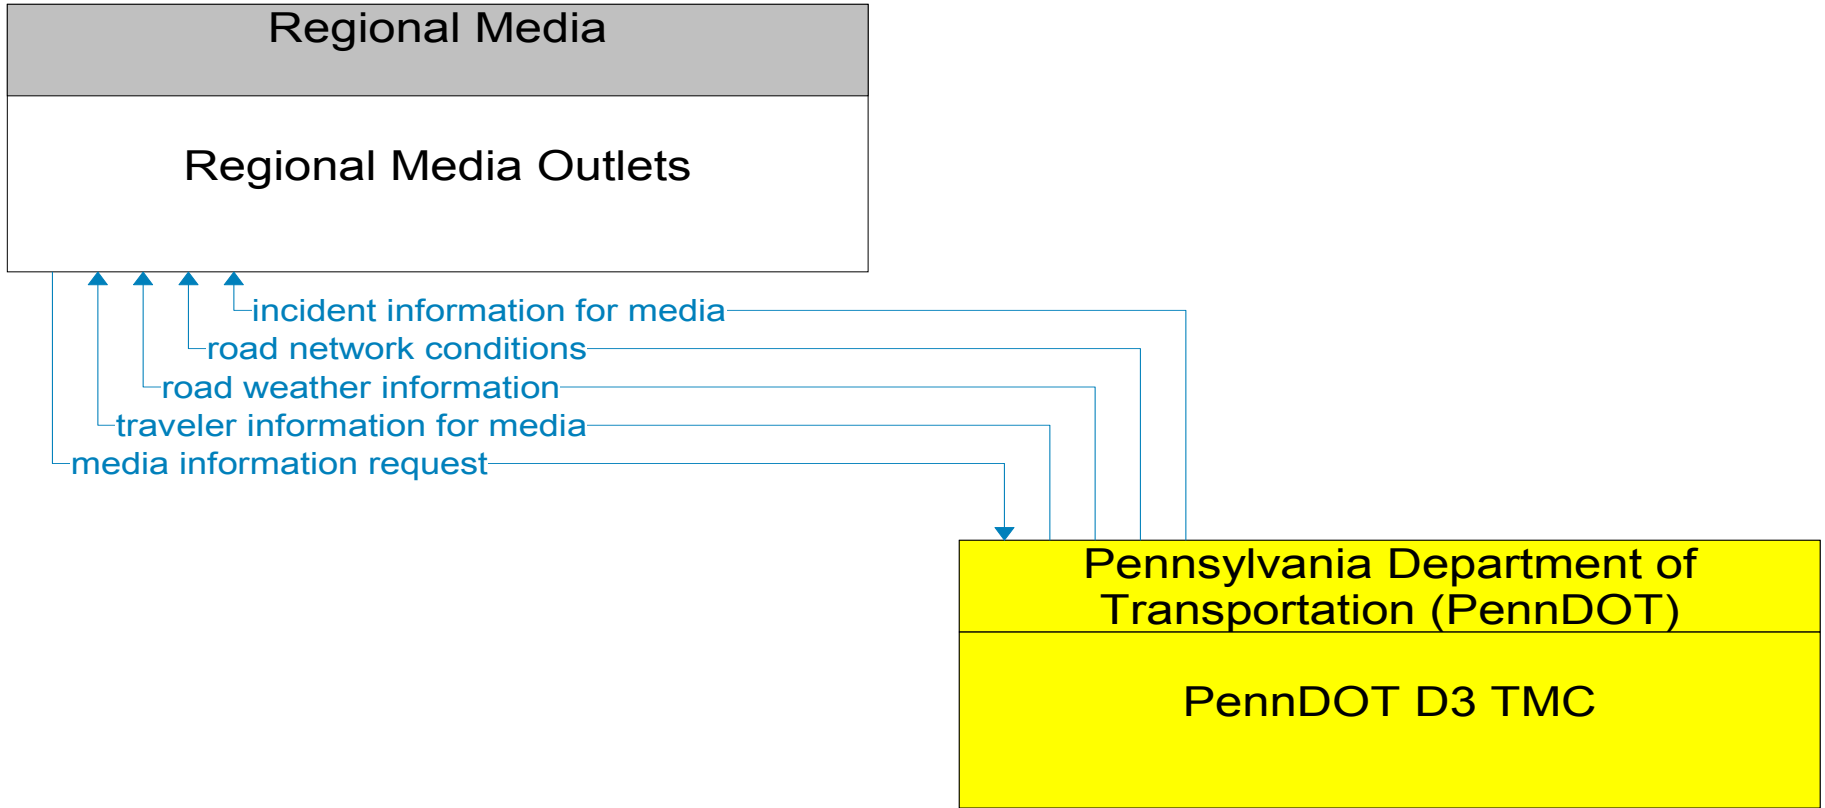 Regional Media
Regional Media Outlets
incident information for media
road network conditions
road weather information
traveler information for media
media information request
Pennsylvania Department of
Transportation (PennDOT)
PennDOT D3 TMC